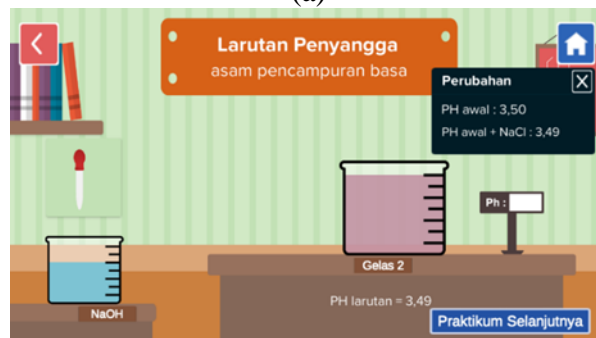 (a)
Larutan Penyangga
asam pencampuran basa
Perubahan X
PH awal : 3,50
PH awal + NaCl : 3,49
Ph :
Gelas 2
NaOH
PH larutan = 3,49
Praktikum Selanjutnya